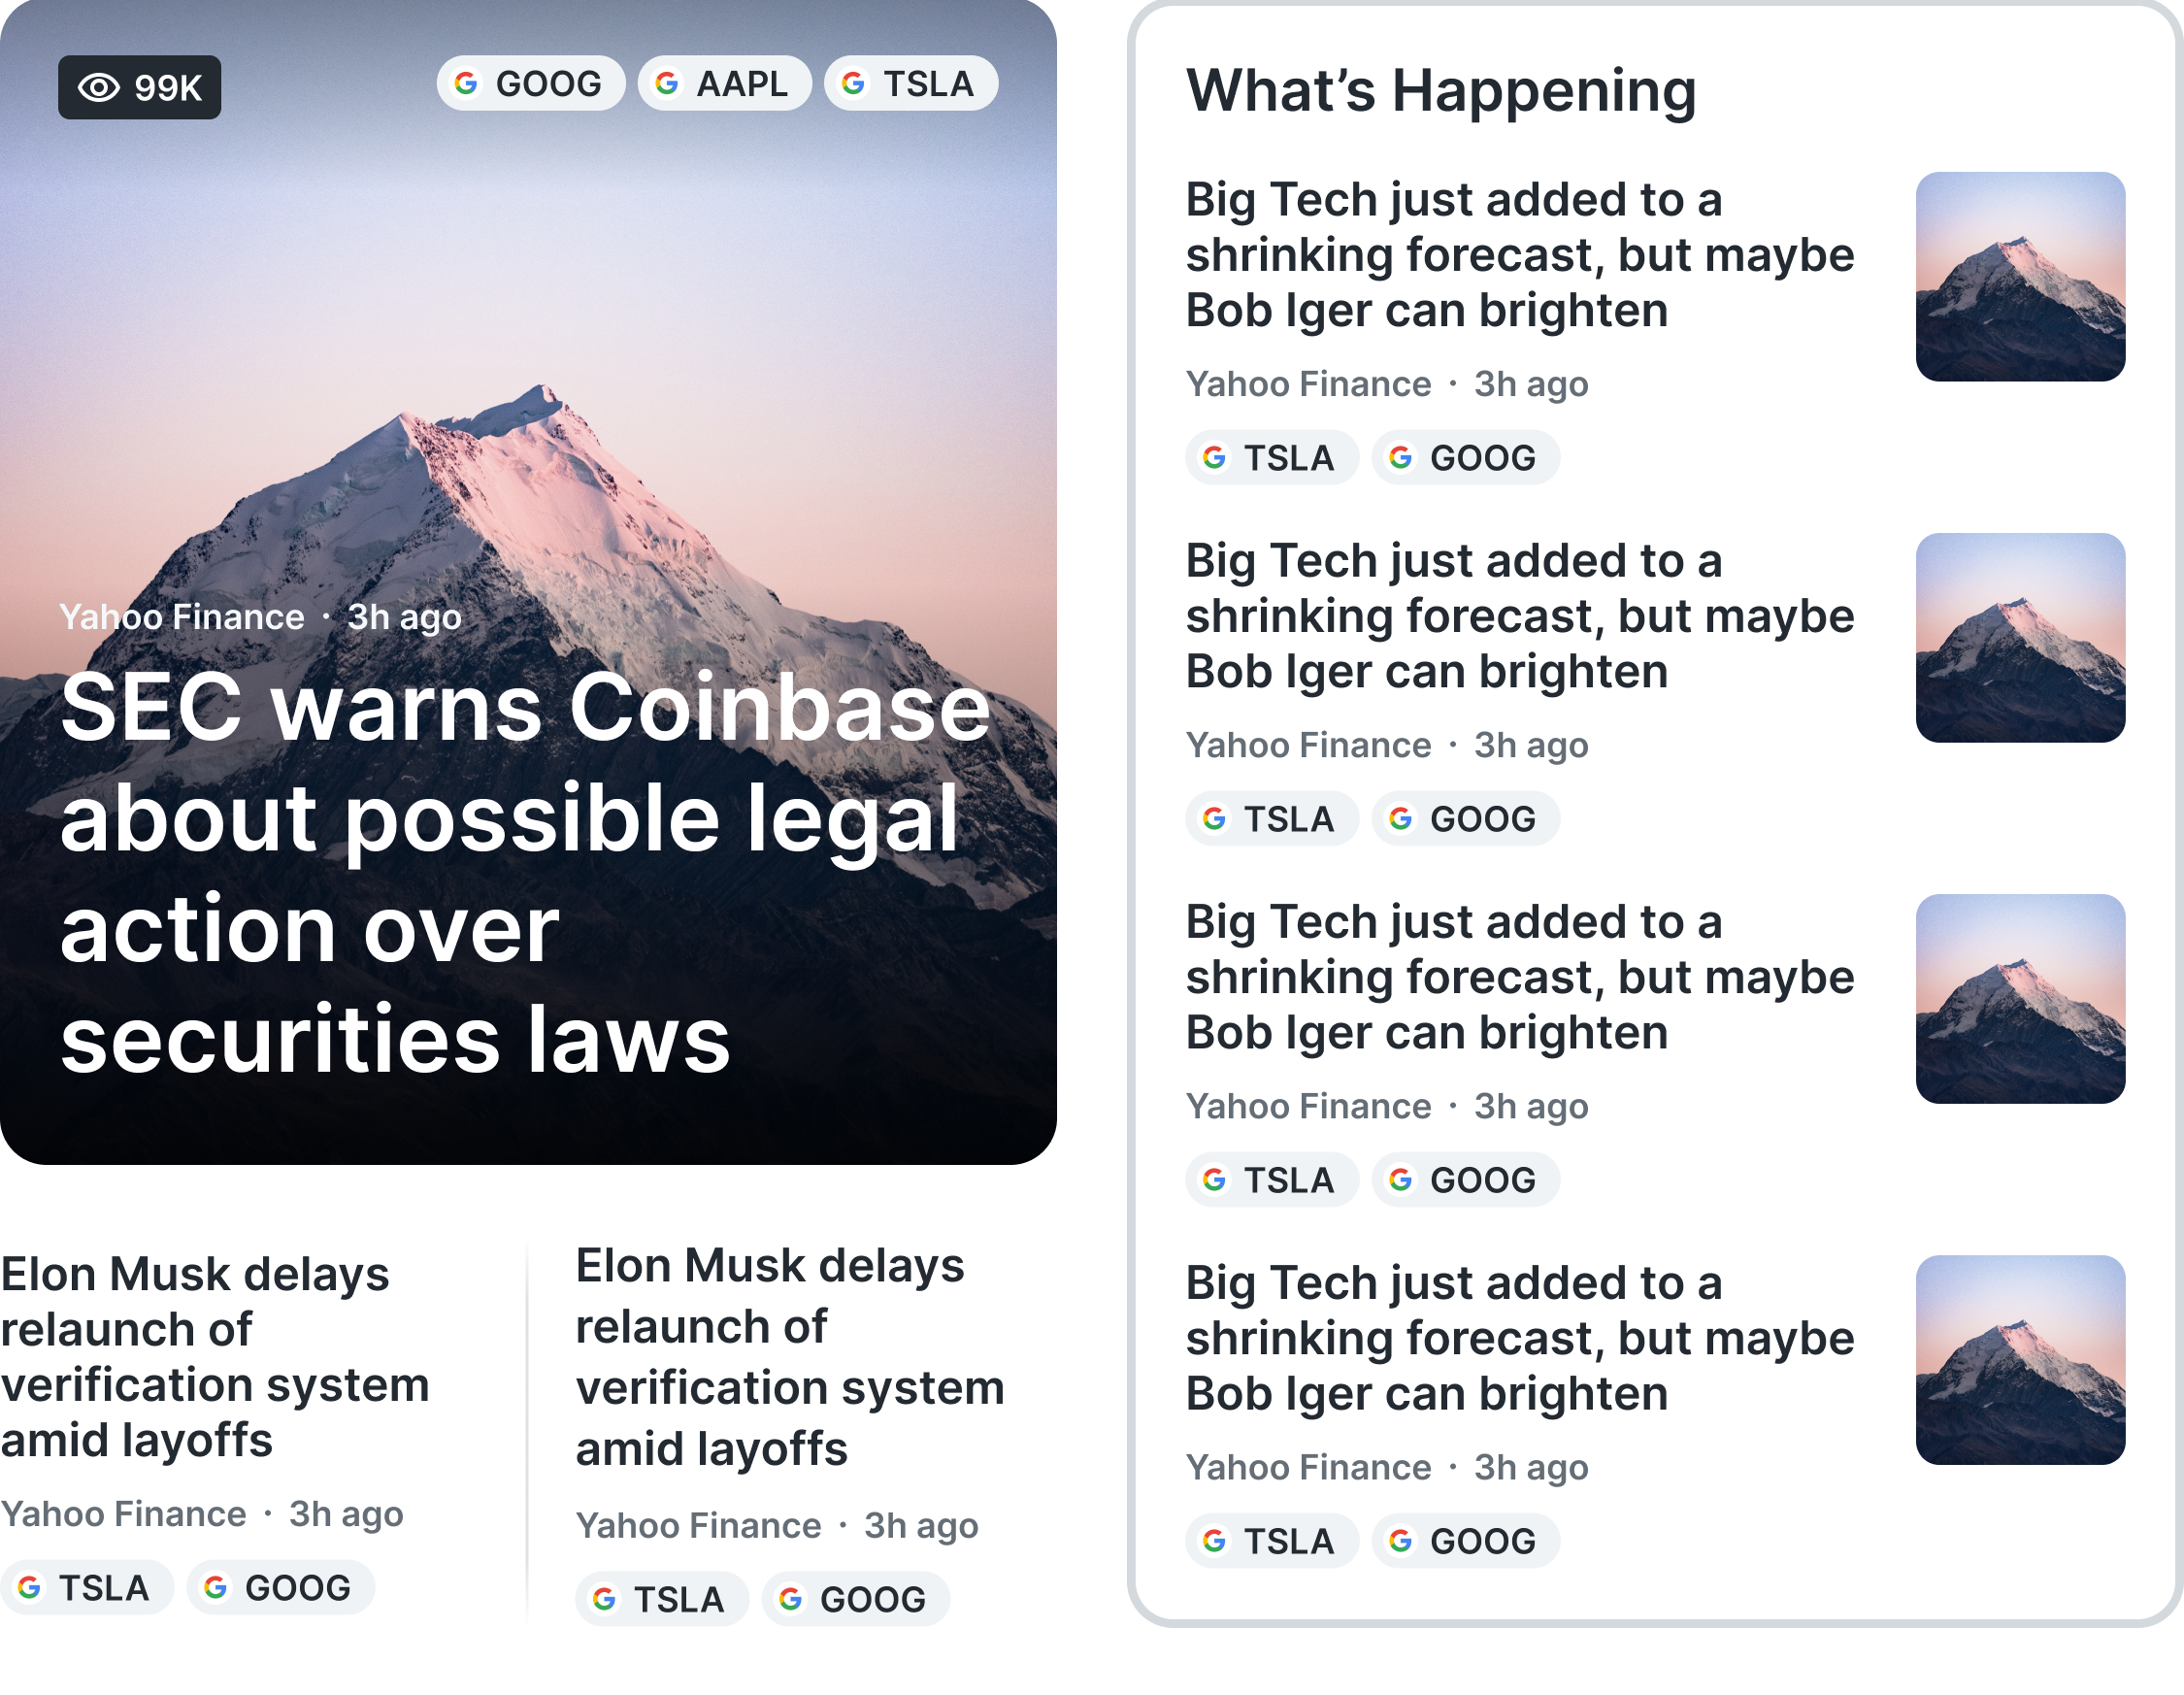 99K
GOOG
AAPL
TSLA
Yahoo Finance · 3h ago
SEC warns Coinbase
about possible legal
action over
securities laws
Elon Musk delays
relaunch of
verification system
amid layoffs
Yahoo Finance · 3h ago
TSLA
GOOG
Elon Musk delays
relaunch of
verification system
amid layoffs
Yahoo Finance · 3h ago
TSLA
GOOG
What’s Happening
Big Tech just added to a
shrinking forecast, but maybe
Bob Iger can brighten
Yahoo Finance · 3h ago
TSLA
GOOG
Big Tech just added to a
shrinking forecast, but maybe
Bob Iger can brighten
Yahoo Finance · 3h ago
TSLA
GOOG
Big Tech just added to a
shrinking forecast, but maybe
Bob Iger can brighten
Yahoo Finance · 3h ago
TSLA
GOOG
Big Tech just added to a
shrinking forecast, but maybe
Bob Iger can brighten
Yahoo Finance · 3h ago
TSLA
GOOG